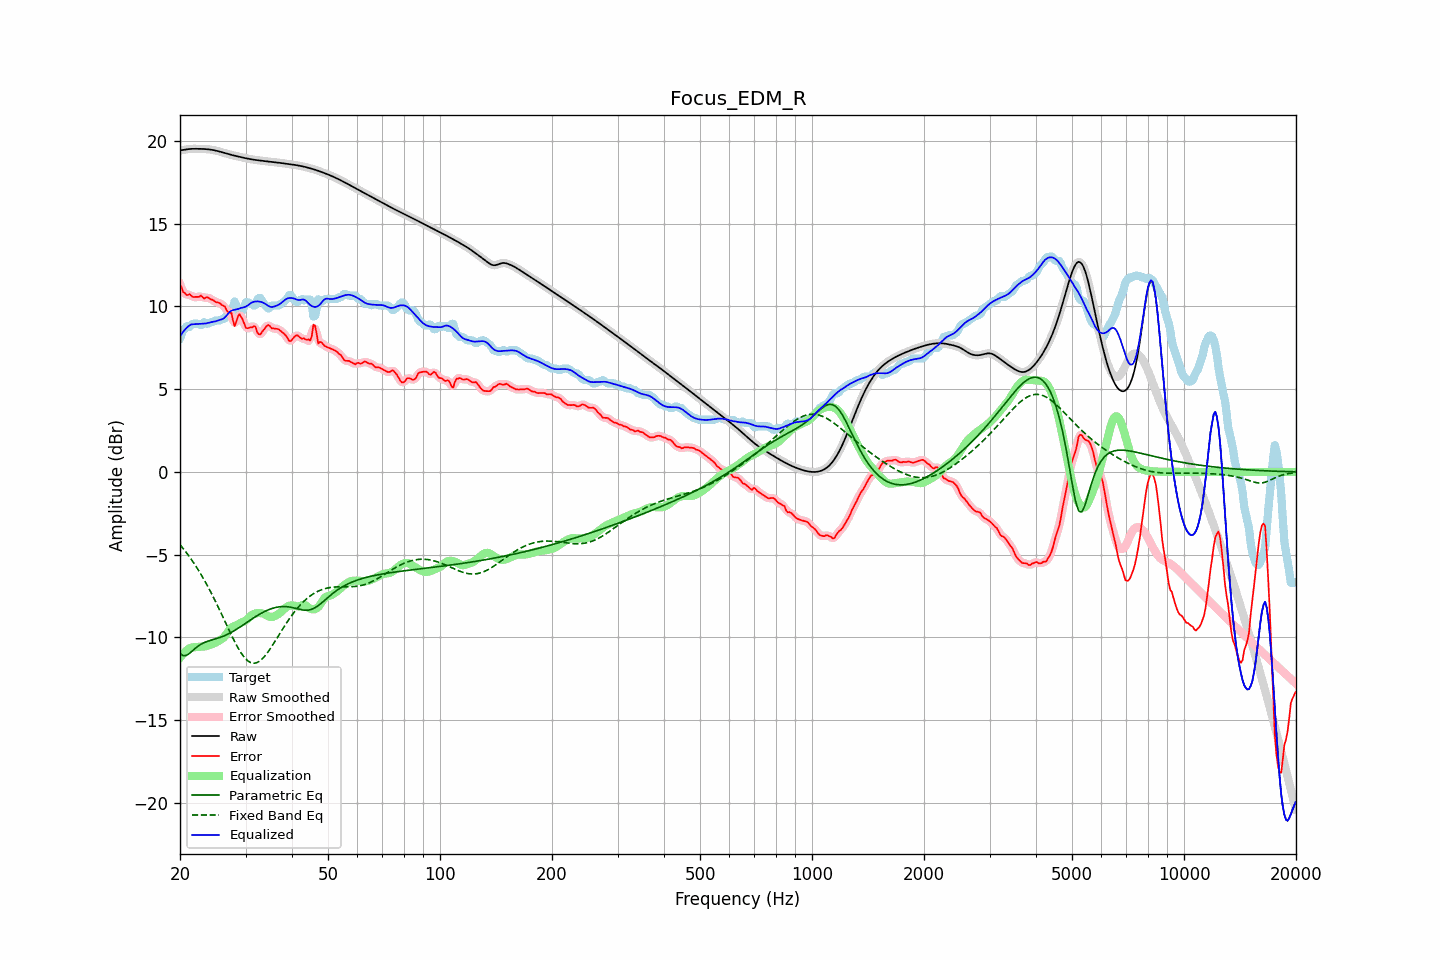 Focus_EDM_R
Amplitude (dBr)
20
15
10
5
0
−5
−10
−15
−20
Target
Raw Smoothed
Error Smoothed
Raw
Error
Equalization
Parametric Eq
Fixed Band Eq
Equalized
20 50 100 200 500 1000 2000 5000 10000 20000
Frequency (Hz)